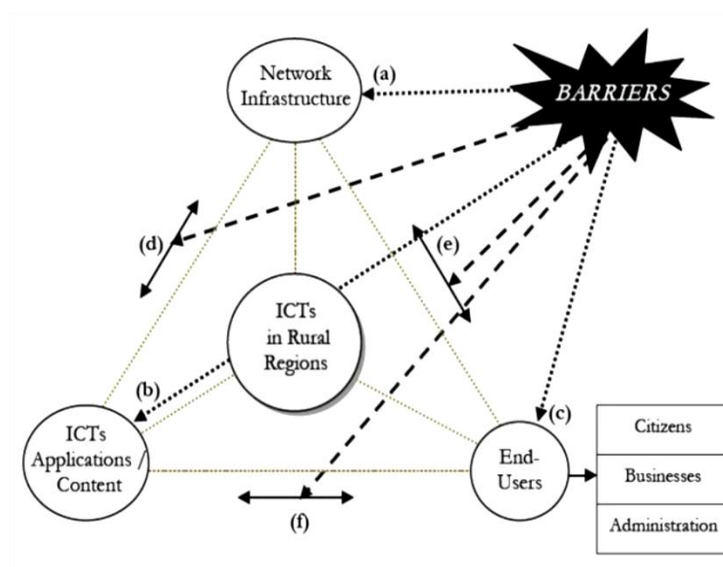 Network
Infrastructure
(a)
BARRIERS
(d)
(e)
ICTs
in Rural
Regions
(b)
(c)
ICTs
Applications /
Content
End-
Users
Citizens
Businesses
Administration
(f)